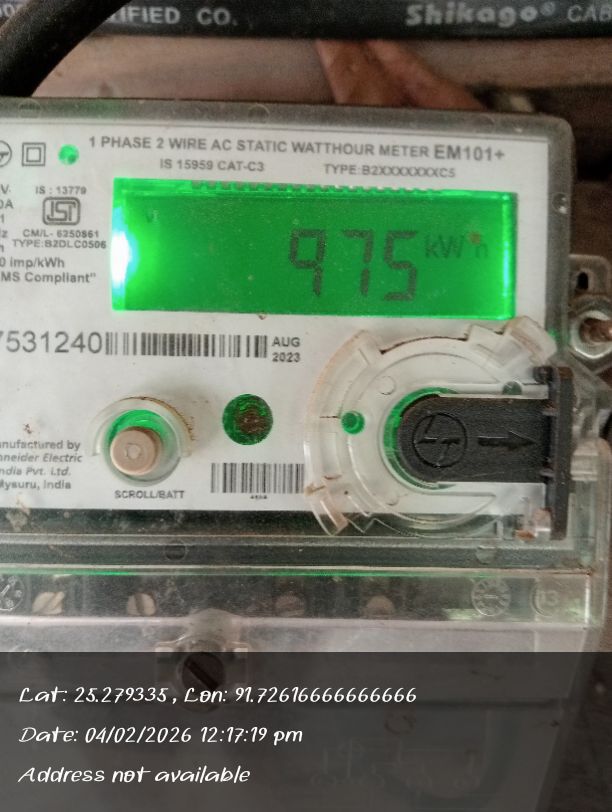 IFIED CO.
Shikago®
1 PHASE 2 WIRE AC STATIC WATTHOUR METER EM101+
IS 15959 CAT-C3 TYPE:B2XXXXXXXC5
IS : 13779
CM/L- 6250861
TYPE:B2DLC0506
0 imp/kWh
MS Compliant"
975 kW h
7531240
AUG
2023
anufactured by
hneider Electric
ndia Pvt. Ltd.
Mysuru, India
SCROLL/BATT
Lat: 25.279335 , Lon: 91.72616666666666
Date: 04/02/2026 12:17:19 pm
Address not available